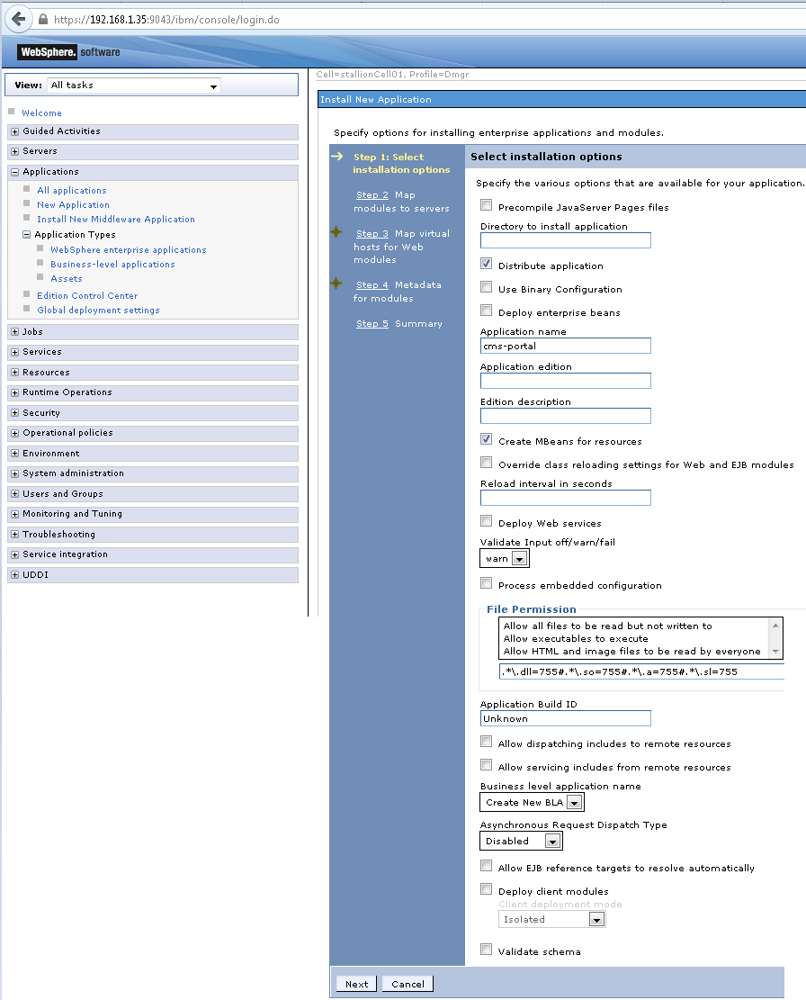 https://192.168.1.35:9043/ibm/console/login.do
WebSphere. software
View: All tasks
Welcome
Guided Activities
Servers
Applications
All applications
New Application
Install New Middleware Application
Application Types
WebSphere enterprise applications
Business-level applications
Assets
Edition Control Center
Global deployment settings
Jobs
Services
Resources
Runtime Operations
Security
Operational policies
Environment
System administration
Users and Groups
Monitoring and Tuning
Troubleshooting
Service integration
UDDI
Cell=stallionCell01, Profile=Dmgr
Install New Application
Specify options for installing enterprise applications and modules.
Step 1: Select
installation options
Step 2 Map
modules to servers
Step 3 Map virtual
hosts for Web
modules
Step 4 Metadata
for modules
Step 5 Summary
Select installation options
Specify the various options that are available for your application.
Precompile JavaServer Pages files
Directory to install application
Distribute application
Use Binary Configuration
Deploy enterprise beans
Application name
cms-portal
Application edition
Edition description
Create MBeans for resources
Override class reloading settings for Web and EJB modules
Reload interval in seconds
Deploy Web services
Validate Input off/warn/fail
warn
Process embedded configuration
File Permission
Allow all files to be read but not written to
Allow executables to execute
Allow HTML and image files to be read by everyone
.*\.dll=755#.*\.so=755#.*\.a=755#.*\.sl=755
Application Build ID
Unknown
Allow dispatching includes to remote resources
Allow servicing includes from remote resources
Business level application name
Create New BLA
Asynchronous Request Dispatch Type
Disabled
Allow EJB reference targets to resolve automatically
Deploy client modules
Client deployment mode
Isolated
Validate schema
Next Cancel